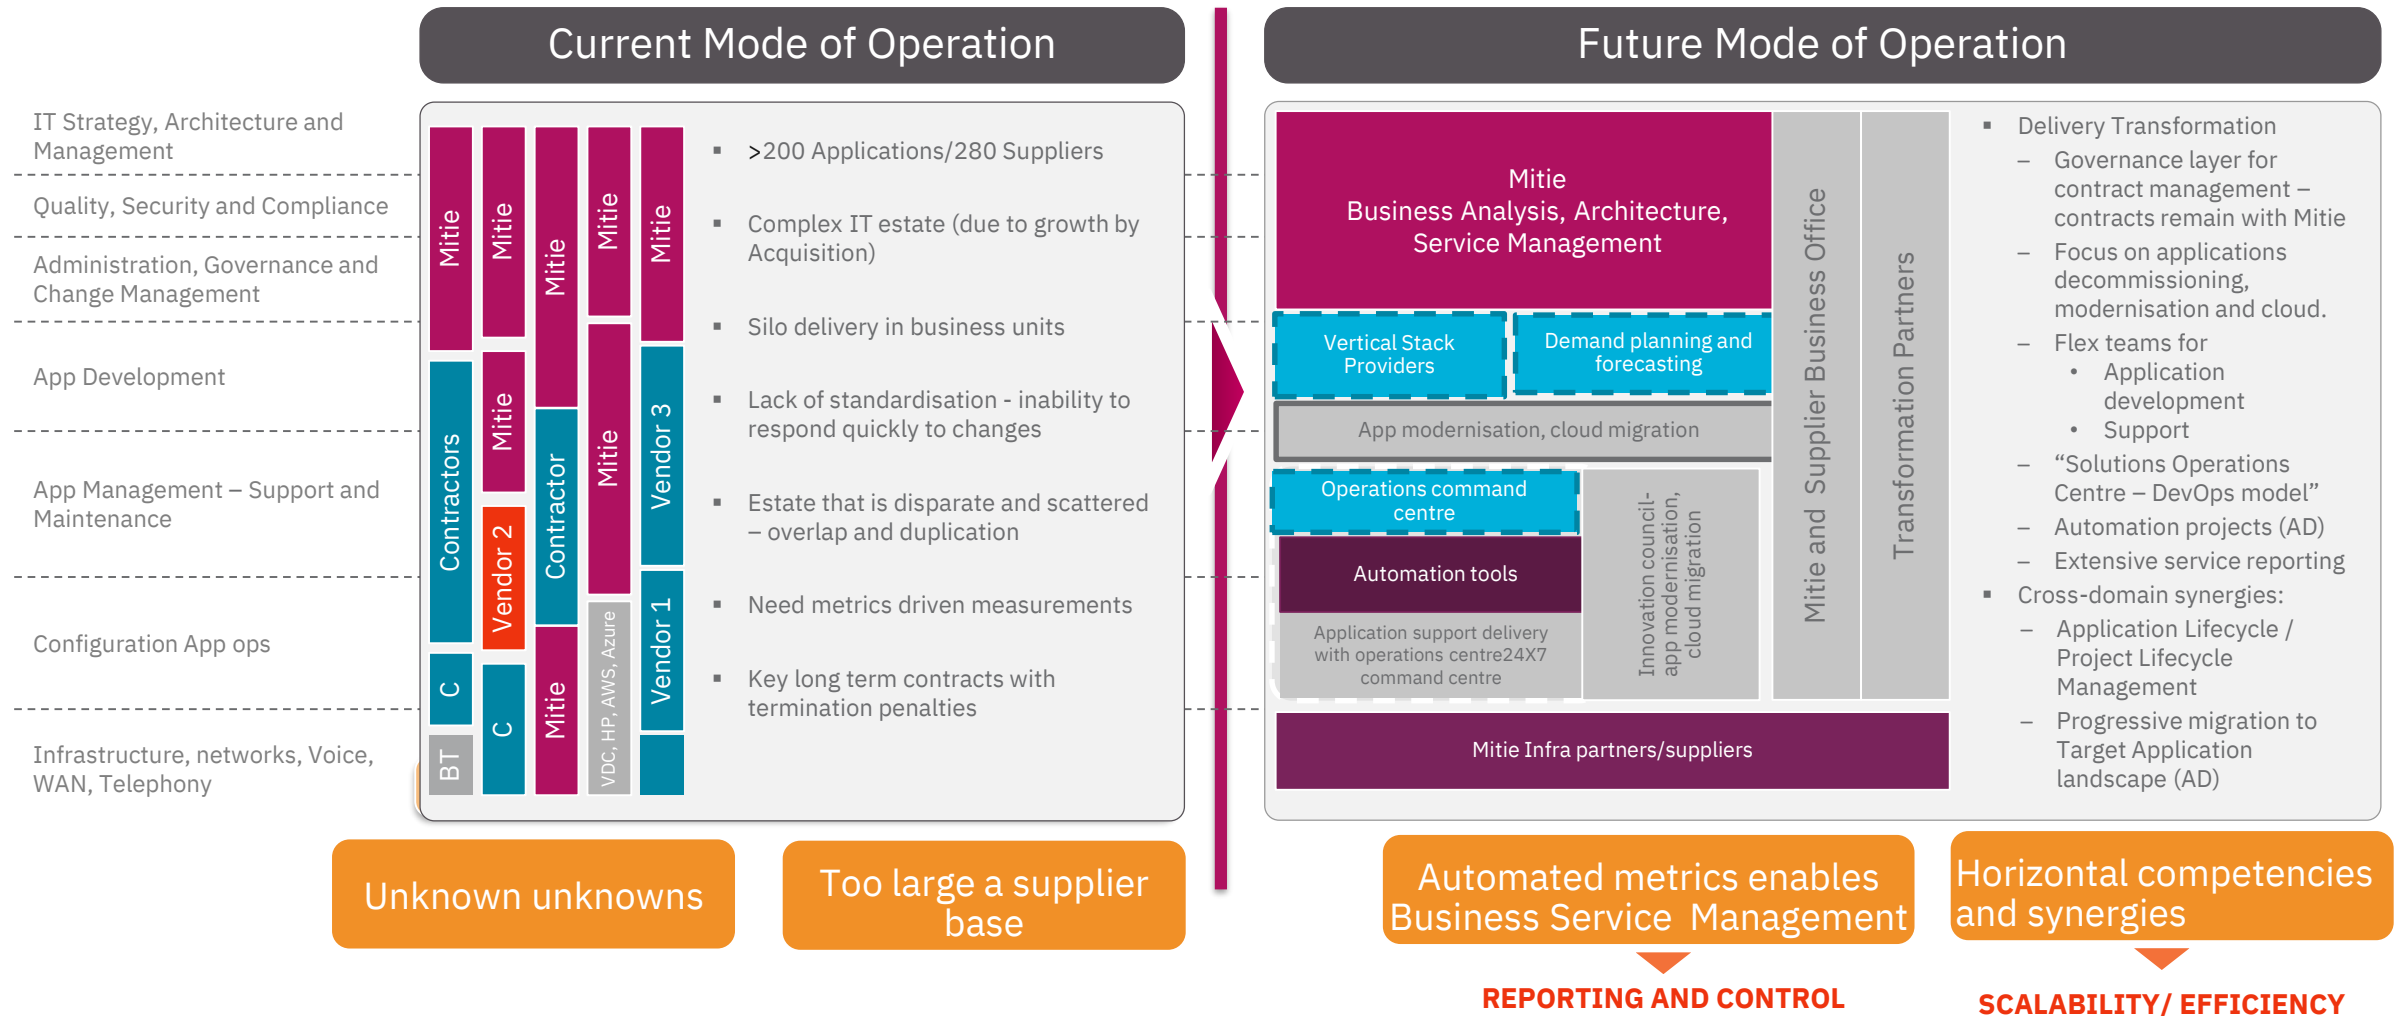 Current Mode of Operation
Future Mode of Operation
IT Strategy, Architecture and
Management
Quality, Security and Compliance
Administration, Governance and
Change Management
App Development
App Management – Support and
Maintenance
Configuration App ops
Infrastructure, networks, Voice,
WAN, Telephony
Mitie
Contractors
C
BT
Mitie
Mitie
Vendor 2
C
Mitie
Contractor
Mitie
Mitie
Mitie
VDC, HP, AWS, Azure
Mitie
Vendor 3
Vendor 1
▪ >200 Applications/280 Suppliers
▪ Complex IT estate (due to growth by
Acquisition)
▪ Silo delivery in business units
▪ Lack of standardisation - inability to
respond quickly to changes
▪ Estate that is disparate and scattered
– overlap and duplication
▪ Need metrics driven measurements
▪ Key long term contracts with
termination penalties
Mitie
Business Analysis, Architecture,
Service Management
Vertical Stack
Providers
Demand planning and
forecasting
App modernisation, cloud migration
Operations command
centre
Automation tools
Application support delivery
with operations centre24X7
command centre
Innovation council-
app modernisation,
cloud migration
Mitie and Supplier Business Office
Transformation Partners
Mitie Infra partners/suppliers
▪ Delivery Transformation
– Governance layer for
contract management –
contracts remain with Mitie
– Focus on applications
decommissioning,
modernisation and cloud.
– Flex teams for
• Application
development
• Support
– “Solutions Operations
Centre – DevOps model”
– Automation projects (AD)
– Extensive service reporting
▪ Cross-domain synergies:
– Application Lifecycle /
Project Lifecycle
Management
– Progressive migration to
Target Application
landscape (AD)
Unknown unknowns
Too large a supplier
base
Automated metrics enables
Business Service Management
Horizontal competencies
and synergies
REPORTING AND CONTROL
SCALABILITY/ EFFICIENCY